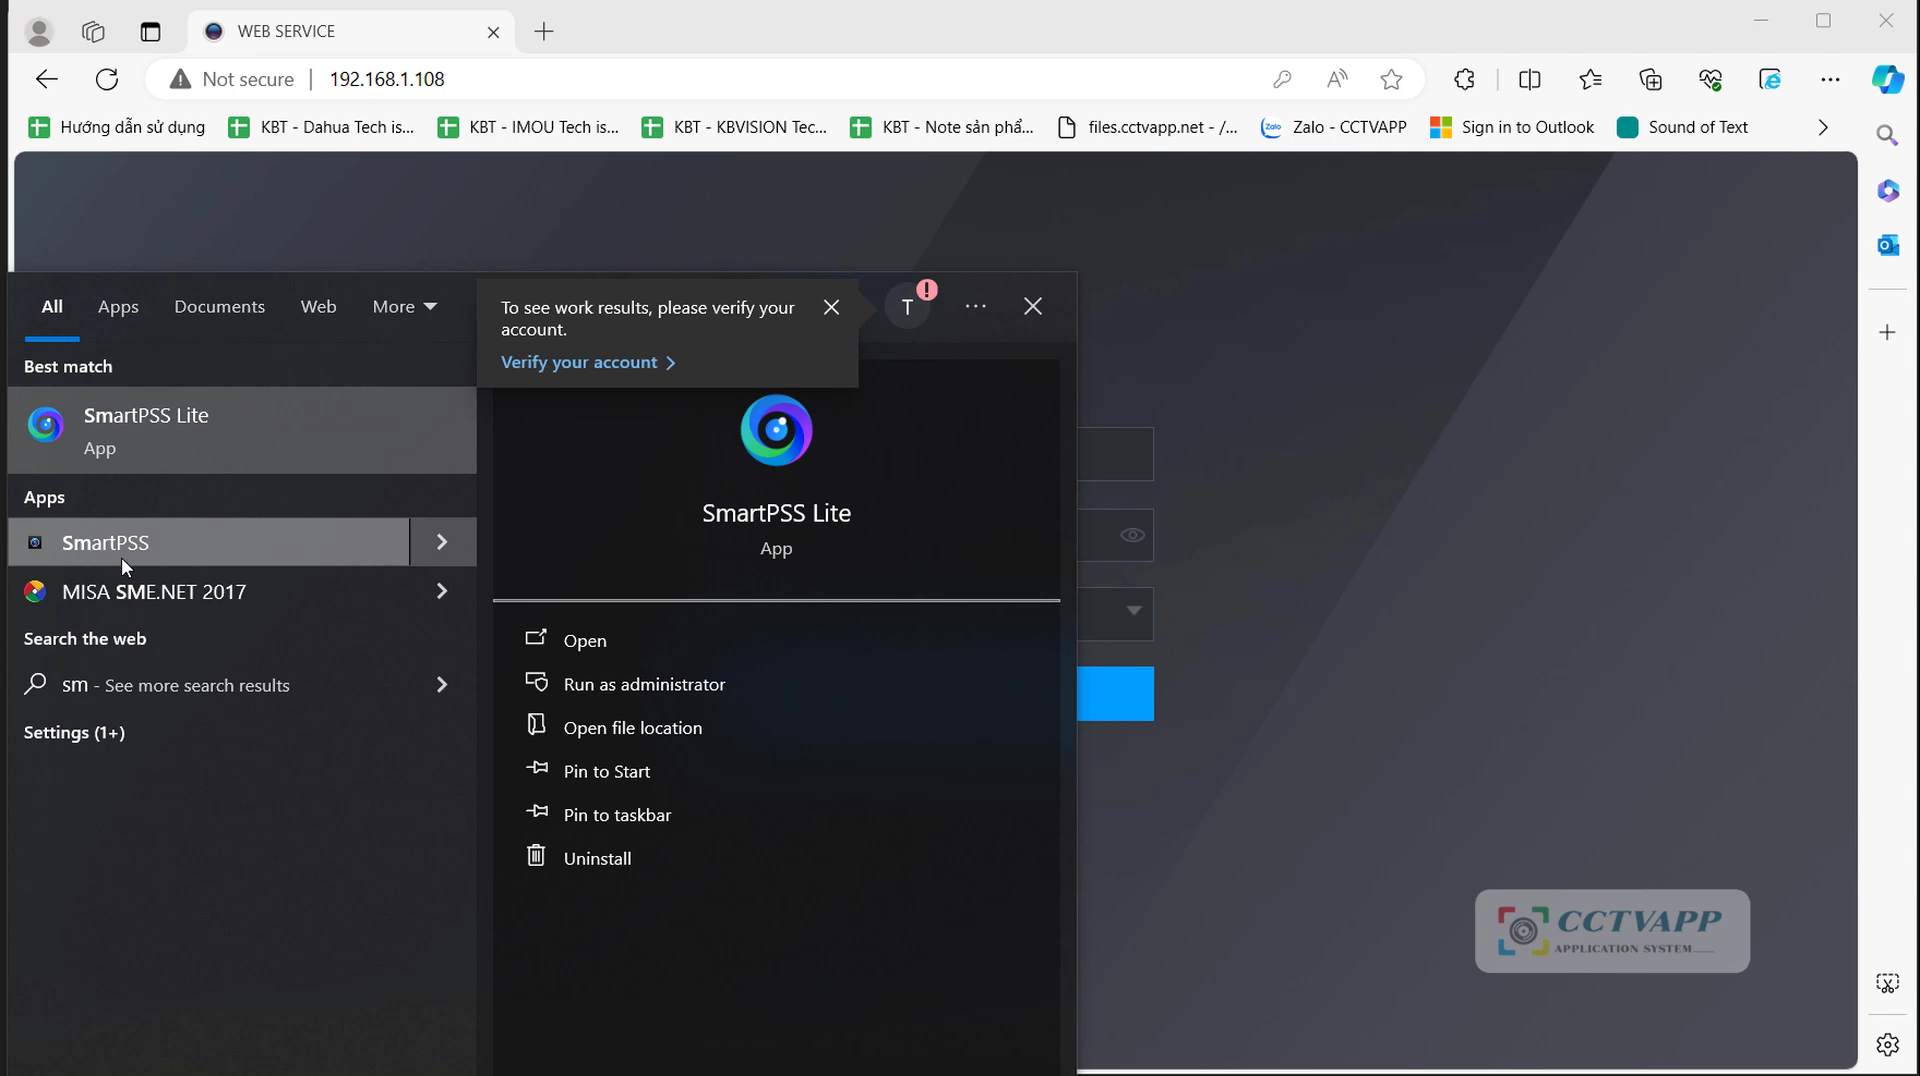 WEB SERVICE
Not secure
192.168.1.108
Hướng dẫn sử dụng
KBT - Dahua Tech is...
KBT - IMOU Tech is...
KBT - KBVISION Tec...
KBT - Note sản phẩ...
files.cctvapp.net - /...
Zalo
Zalo - CCTVAPP
Sign in to Outlook
Sound of Text
All
Apps
Documents
Web
More
To see work results, please verify your
account.
Verify your account
T
Best match
SmartPSS Lite
App
Apps
SmartPSS
MISA SME.NET 2017
Search the web
sm - See more search results
Settings (1+)
SmartPSS Lite
App
Open
Run as administrator
Open file location
Pin to Start
Pin to taskbar
Uninstall
CCTVAPP
APPLICATION SYSTEM